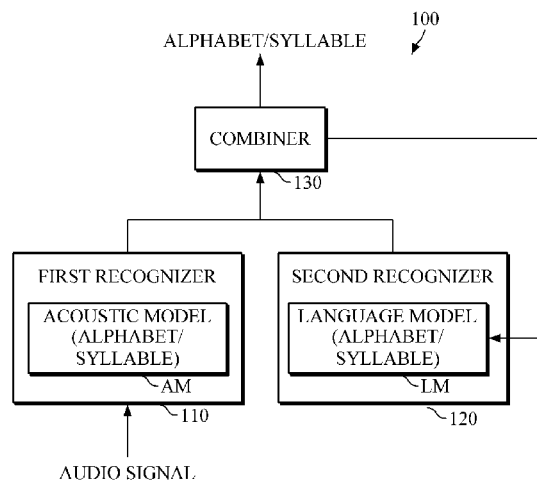 100
ALPHABET/SYLLABLE
COMBINER
130
FIRST RECOGNIZER
ACOUSTIC MODEL
(ALPHABET/
SYLLABLE)
AM
110
AUDIO SIGNAL
SECOND RECOGNIZER
LANGUAGE MODEL
(ALPHABET/
SYLLABLE)
LM
120